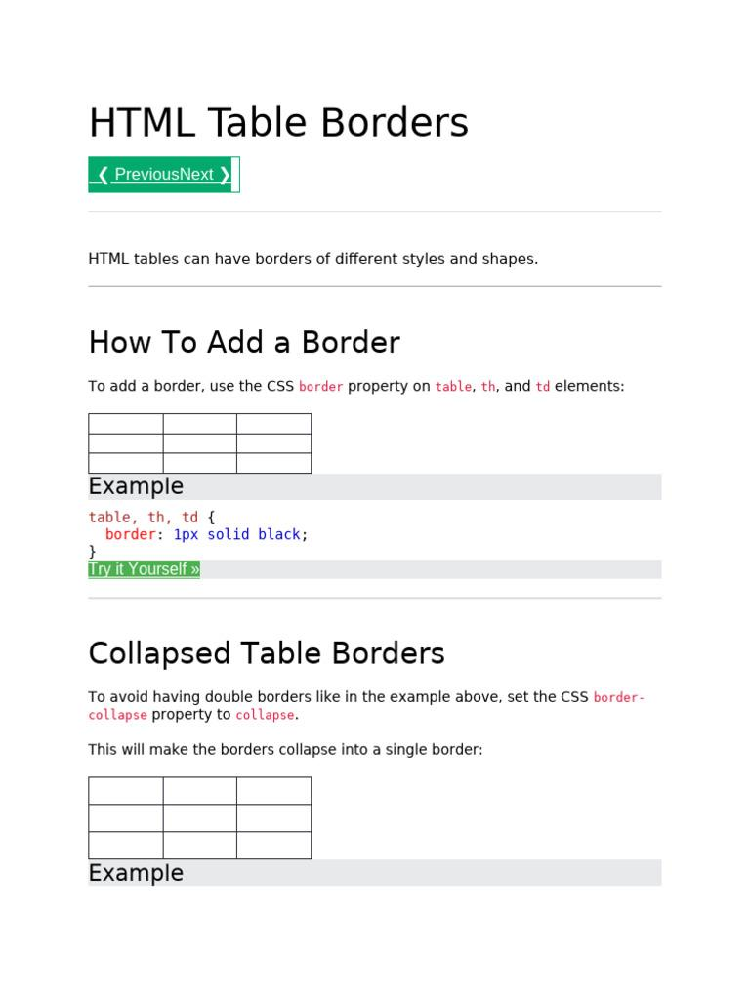 HTML Table Borders
❮ PreviousNext ❯
HTML tables can have borders of different styles and shapes.
How To Add a Border
To add a border, use the CSS border property on table, th, and td elements:
Example
table, th, td {
  border: 1px solid black;
}
Try it Yourself »
Collapsed Table Borders
To avoid having double borders like in the example above, set the CSS border-
collapse property to collapse.
This will make the borders collapse into a single border:
Example